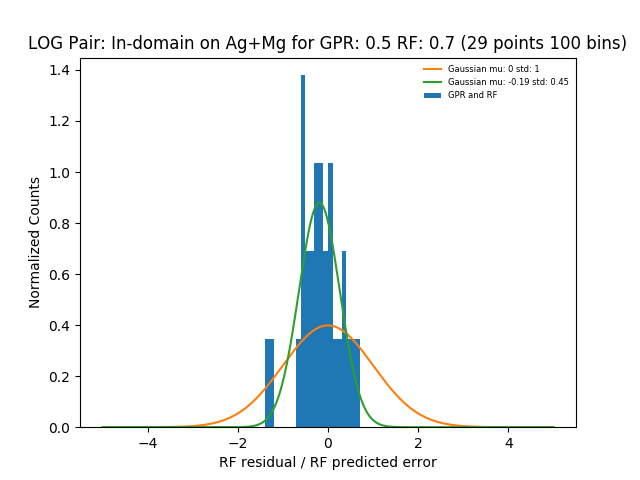 LOG Pair: In-domain on Ag+Mg for GPR: 0.5 RF: 0.7 (29 points 100 bins)
Gaussian mu: 0 std: 1
Gaussian mu: -0.19 std: 0.45
GPR and RF
Normalized Counts
1.4
1.2
1.0
0.8
0.6
0.4
0.2
0.0
−4 −2 0 2 4
RF residual / RF predicted error